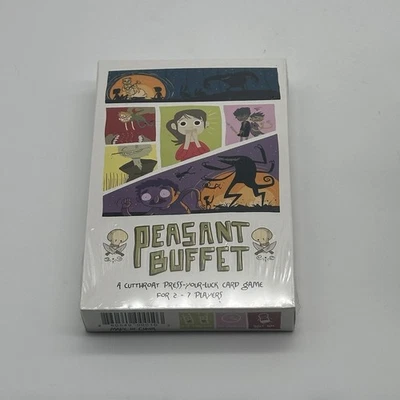 PEASANT
BUFFET
A CUTTHROAT PRESS-YOUR-LUCK CARD GAME
FOR 2 - 7 PLAYERS